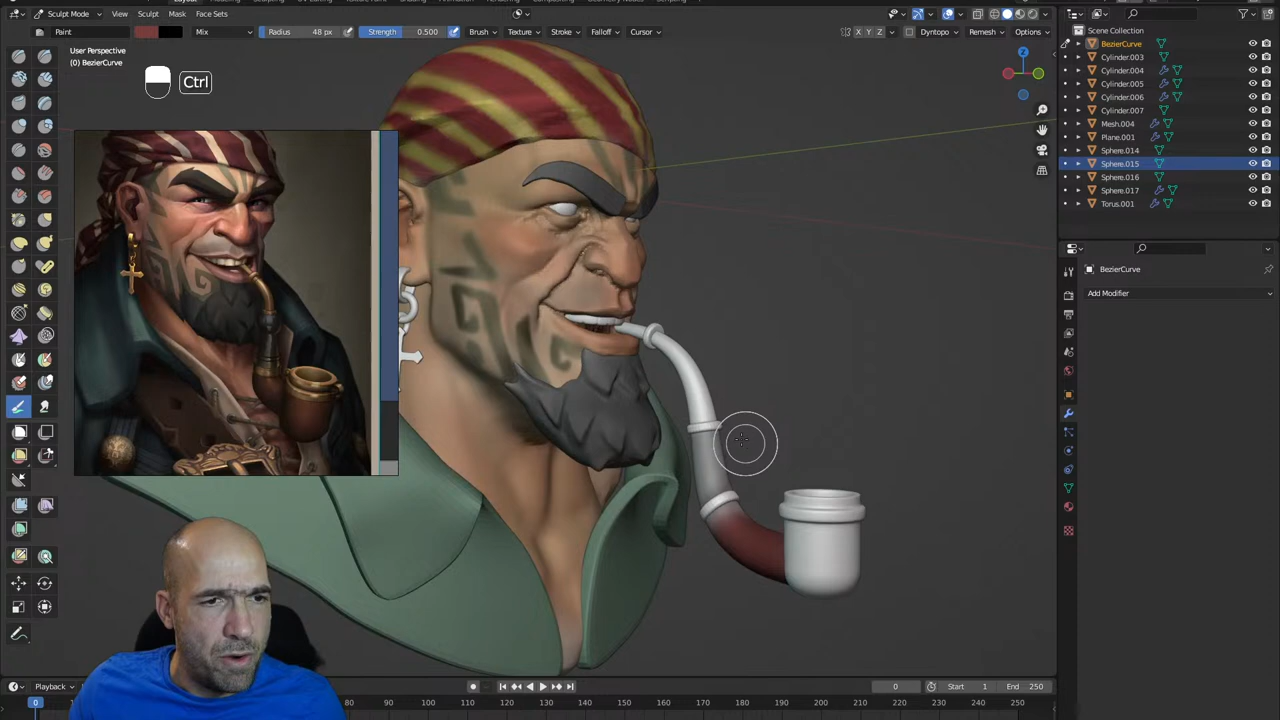 Sculpt Mode View Sculpt Mask Face Sets
Paint Mix Radius 48 px Strength 0.500 Brush Texture Stroke Falloff Cursor X Y Z Dyntopo Remesh Options
User Perspective
(0) BezierCurve
Ctrl
Z
Scene Collection
BezierCurve
Cylinder.003
Cylinder.004
Cylinder.005
Cylinder.006
Cylinder.007
Mesh.004
Plane.001
Sphere.014
Sphere.015
Sphere.016
Sphere.017
Torus.001
BezierCurve
Add Modifier
Playback 0 Start 1 End 250
0 80 90 100 110 120 130 140 150 160 170 180 190 200 210 220 230 240 250